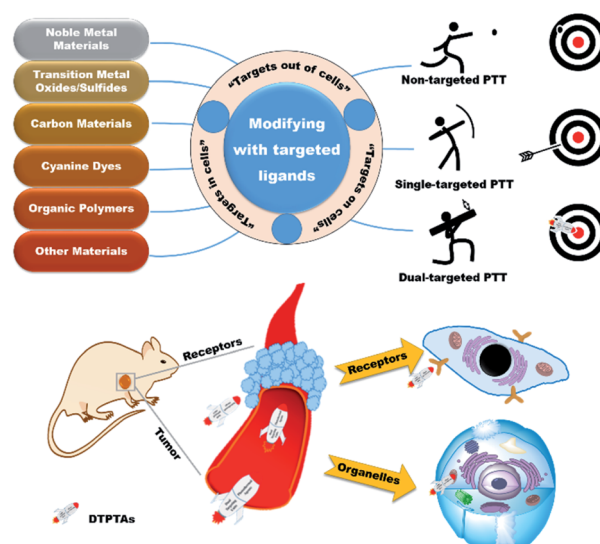 Noble Metal
Materials
Transition Metal
Oxides/Sulfides
Carbon Materials
Cyanine Dyes
Organic Polymers
Other Materials
“Targets out of cells”
“Targets in cells”
“Targets on cells”
Modifying
with targeted
ligands
Non-targeted PTT
Single-targeted PTT
Dual-targeted PTT
Receptors
Tumor
Receptors
Organelles
DTPTAs